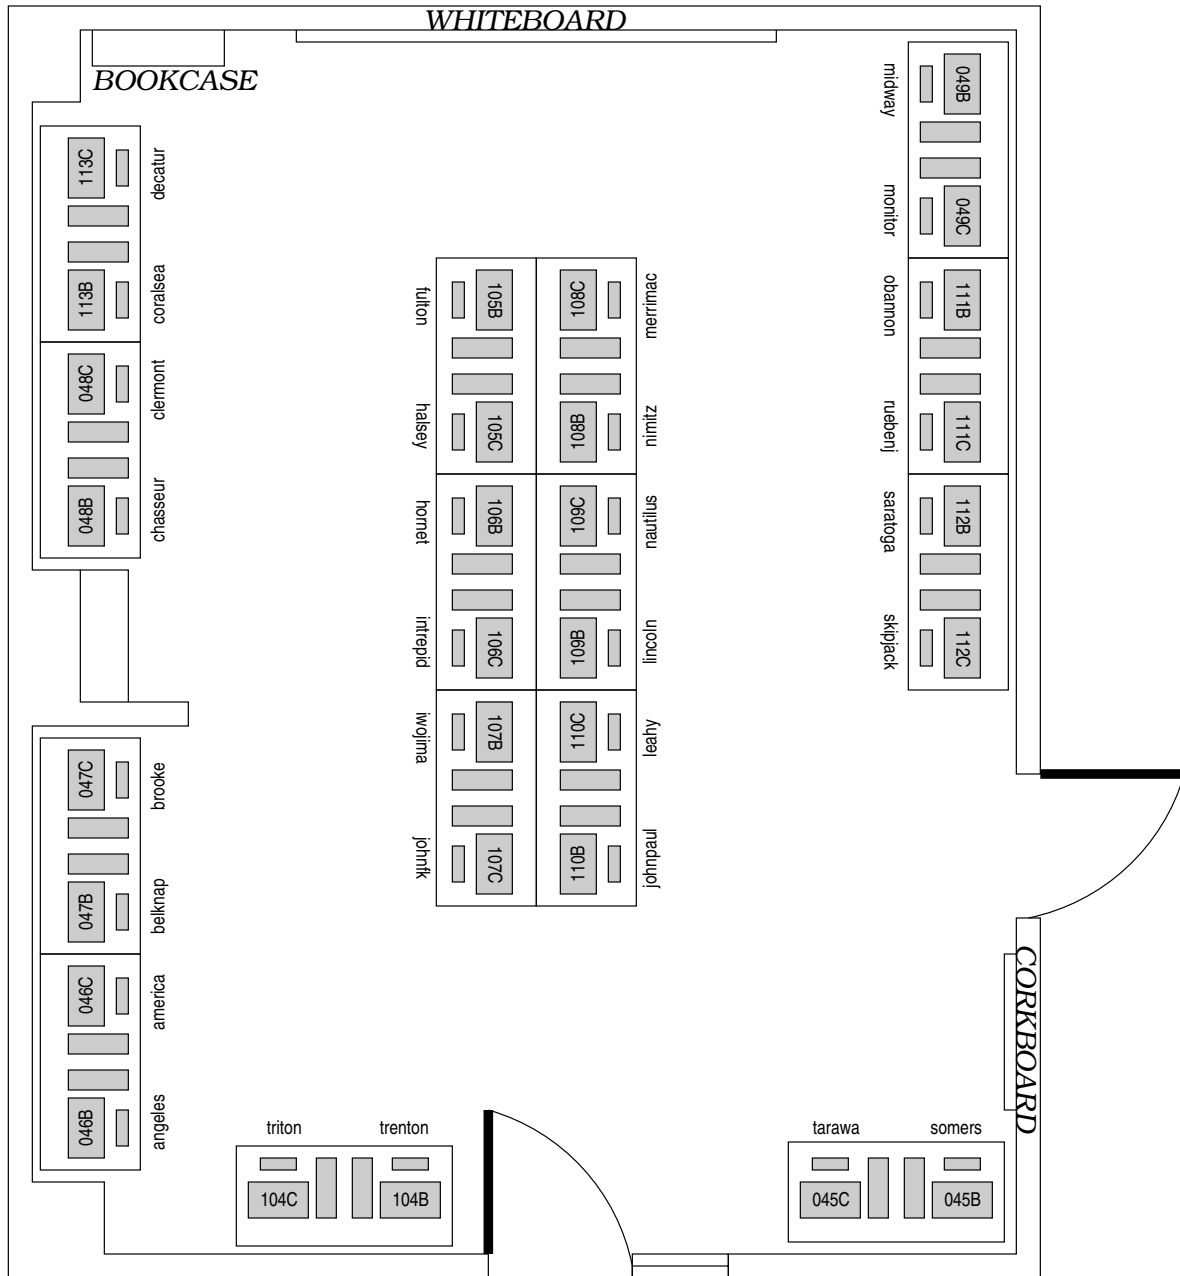 WHITEBOARD
BOOKCASE
113C
decatur
113B
coralsea
048C
clermont
048B
chasseur
047C
brooke
047B
belknap
046C
america
046B
angeles
fulton
105B
108C
merrimac
halsey
105C
108B
nimitz
hornet
106B
109C
nautilus
intrepid
106C
109B
lincoln
iwojima
107B
110C
leahy
johnfk
107C
110B
johnpaul
midway
049B
monitor
049C
obannon
111B
ruebenj
111C
saratoga
112B
skipjack
112C
CORKBOARD
triton
trenton
104C
104B
tarawa
somers
045C
045B